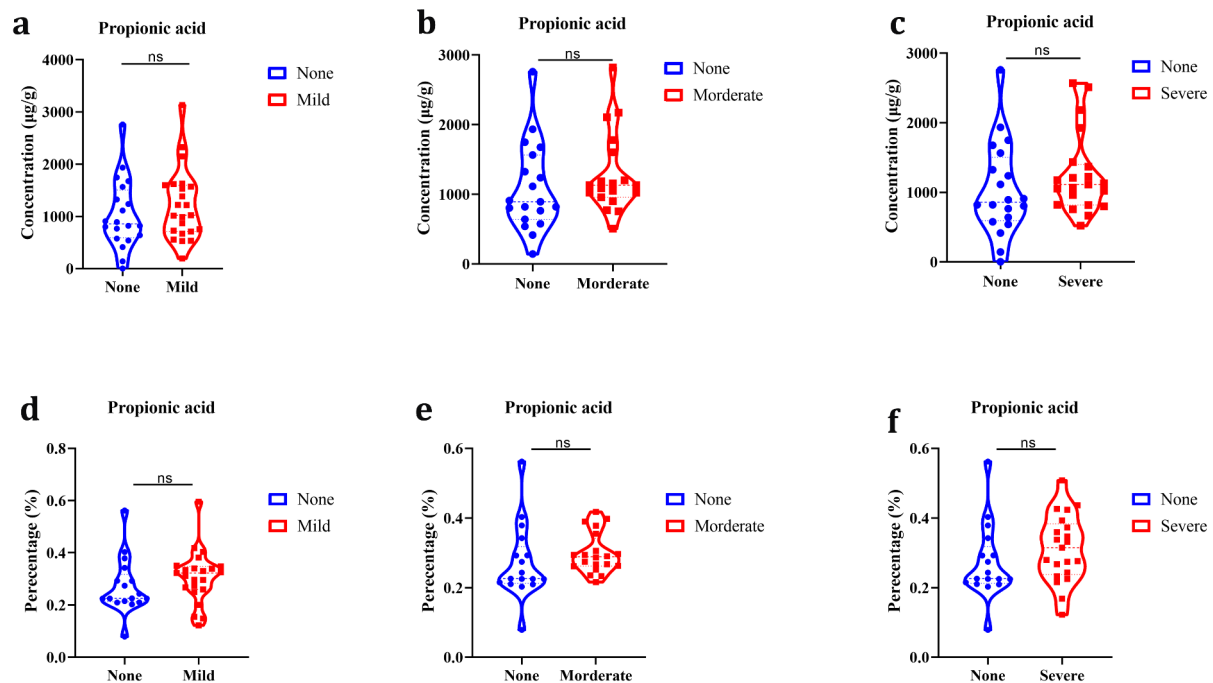 a
Propionic acid
ns
Concentration (μg/g)
4000
3000
2000
1000
0
None
Mild
None
Mild
b
Propionic acid
ns
Concentration (μg/g)
3000
2000
1000
0
None
Morderate
None
Morderate
c
Propionic acid
ns
Concentration (μg/g)
3000
2000
1000
0
None
Severe
None
Severe
d
Propionic acid
ns
Perecentage (%)
0.8
0.6
0.4
0.2
0.0
None
Mild
None
Mild
e
Propionic acid
ns
Perecentage (%)
0.6
0.4
0.2
0.0
None
Morderate
None
Morderate
f
Propionic acid
ns
Perecentage (%)
0.6
0.4
0.2
0.0
None
Severe
None
Severe